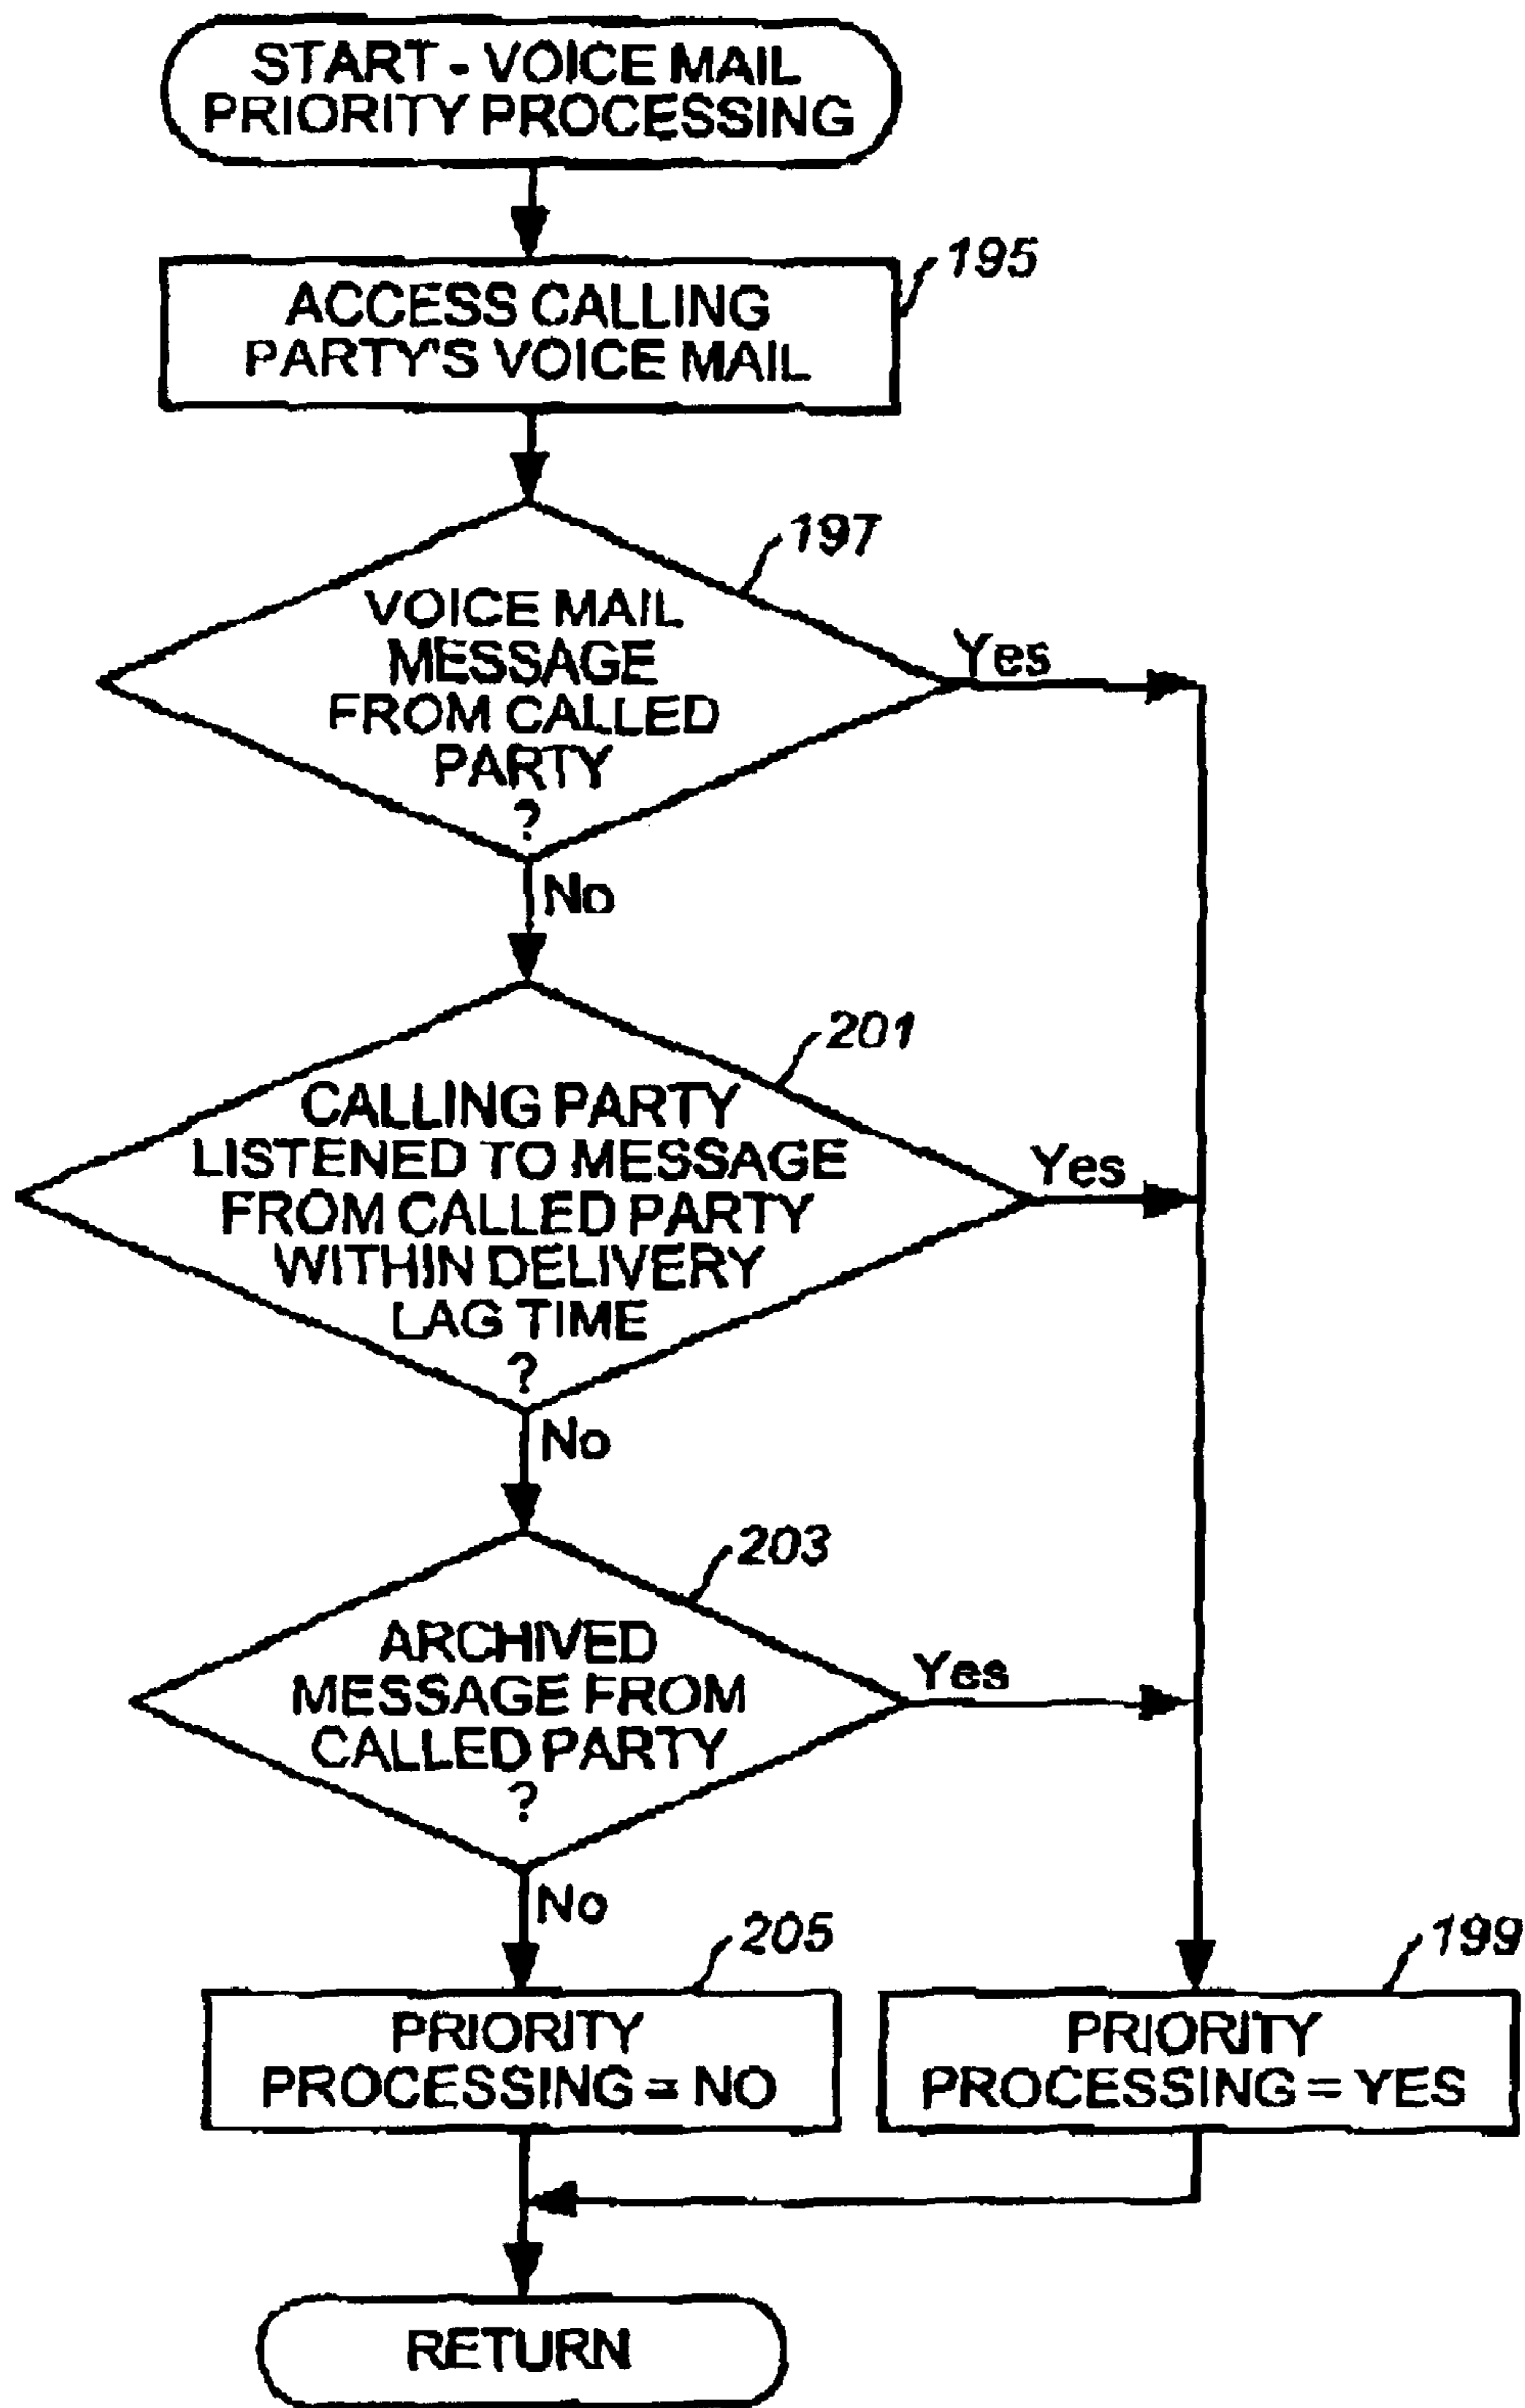 START - VOICE MAIL
PRIORITY PROCESSING
195
ACCESS CALLING
PARTY'S VOICE MAIL
197
VOICE MAIL
MESSAGE
FROM CALLED
PARTY
?
Yes
No
201
CALLING PARTY
LISTENED TO MESSAGE
FROM CALLED PARTY
WITHIN DELIVERY
LAG TIME
?
Yes
No
203
ARCHIVED
MESSAGE FROM
CALLED PARTY
?
Yes
No
205
PRIORITY
PROCESSING = NO
199
PRIORITY
PROCESSING = YES
RETURN